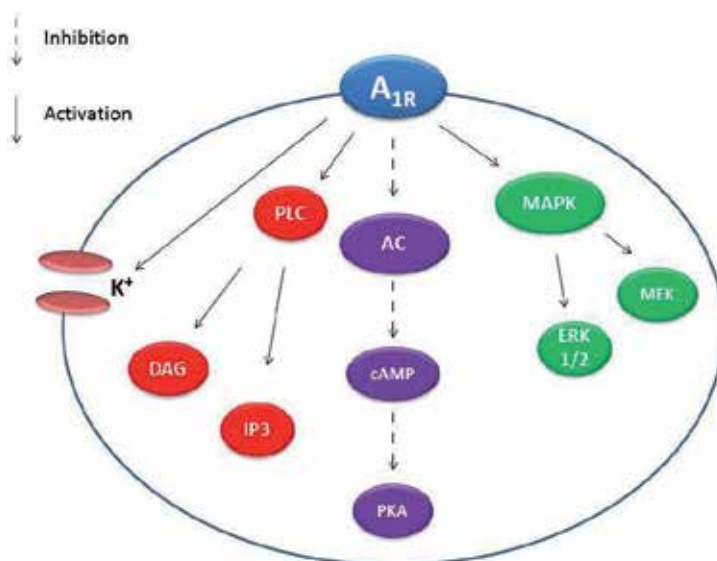 Inhibition
Activation
A1R
PLC
AC
MAPK
K+
MEK
DAG
ERK
1/2
cAMP
IP3
PKA